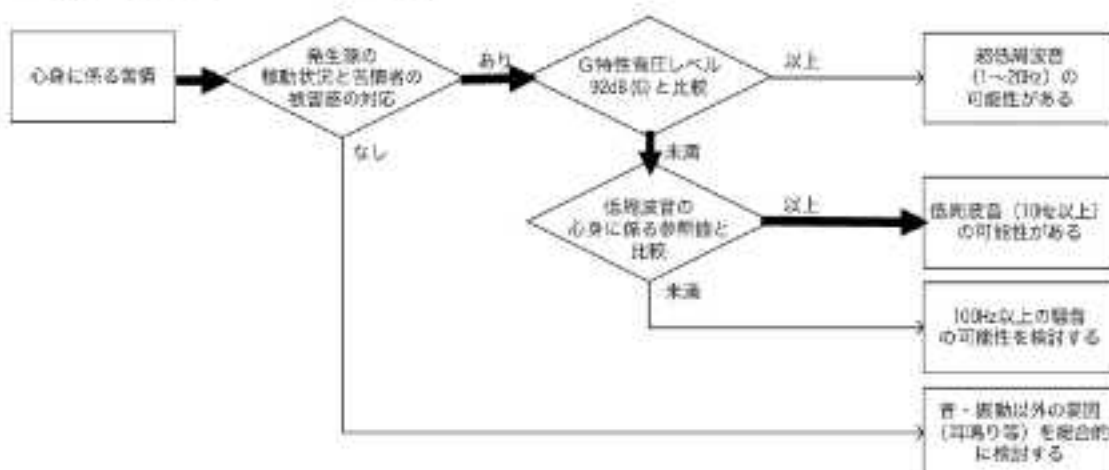 心身に係る苦情
発生源の
稼動状況と苦情者の
被害感の対応
あり
なし
G特性音圧レベル
92dB(G)と比較
以上
未満
超低周波音
(1～20Hz)の
可能性がある
低周波音の
心身に係る参照値と
比較
以上
未満
低周波音(10Hz以上)
の可能性がある
100Hz以上の騒音
の可能性を検討する
音・振動以外の要因
(耳鳴り等)を総合的
に検討する